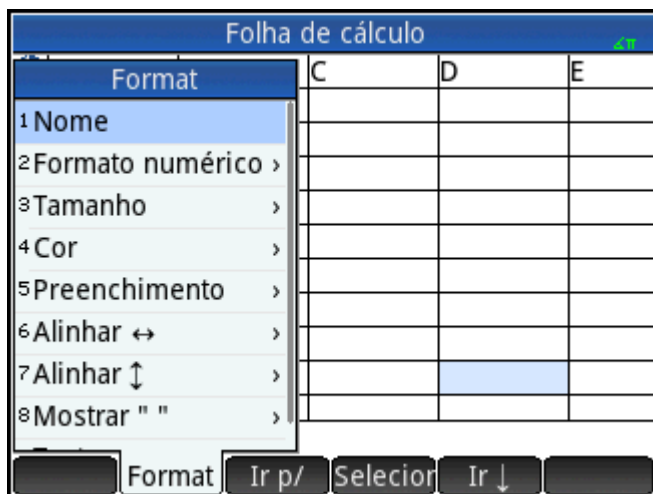 Folha de cálculo
∡π
Format
C D E
1 Nome
2 Formato numérico ›
3 Tamanho ›
4 Cor ›
5 Preenchimento ›
6 Alinhar ↔ ›
7 Alinhar ↕ ›
8 Mostrar " " ›
Format Ir p/ Selecior Ir ↓